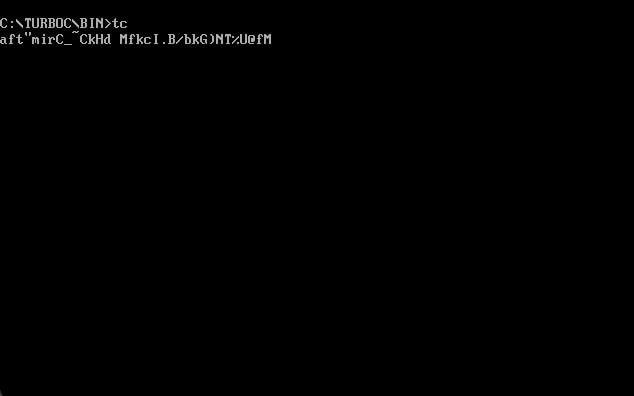 C:\TURBOC\BIN>tc
aft"mirC_~CkHd MfkcI.B/bkG)NT%U@fM